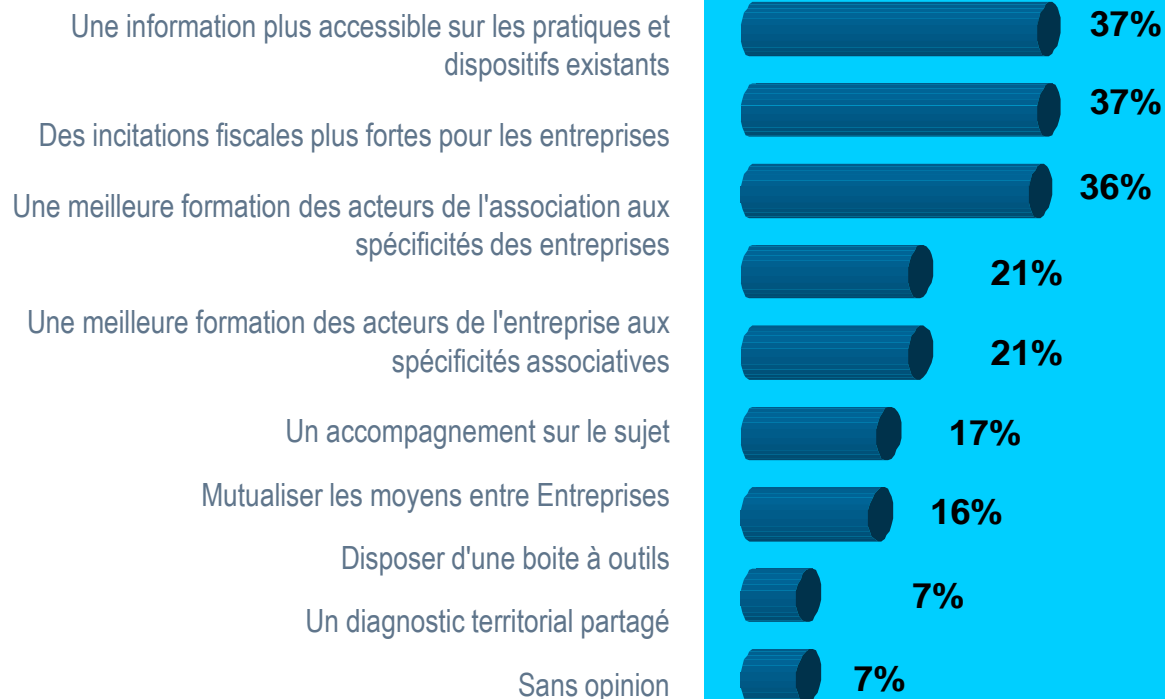 Une information plus accessible sur les pratiques et
dispositifs existants
37%
Des incitations fiscales plus fortes pour les entreprises
37%
Une meilleure formation des acteurs de l'association aux
spécificités des entreprises
36%
Une meilleure formation des acteurs de l'entreprise aux
spécificités associatives
21%
Un accompagnement sur le sujet
21%
Mutualiser les moyens entre Entreprises
17%
Disposer d'une boite à outils
16%
Un diagnostic territorial partagé
7%
Sans opinion
7%